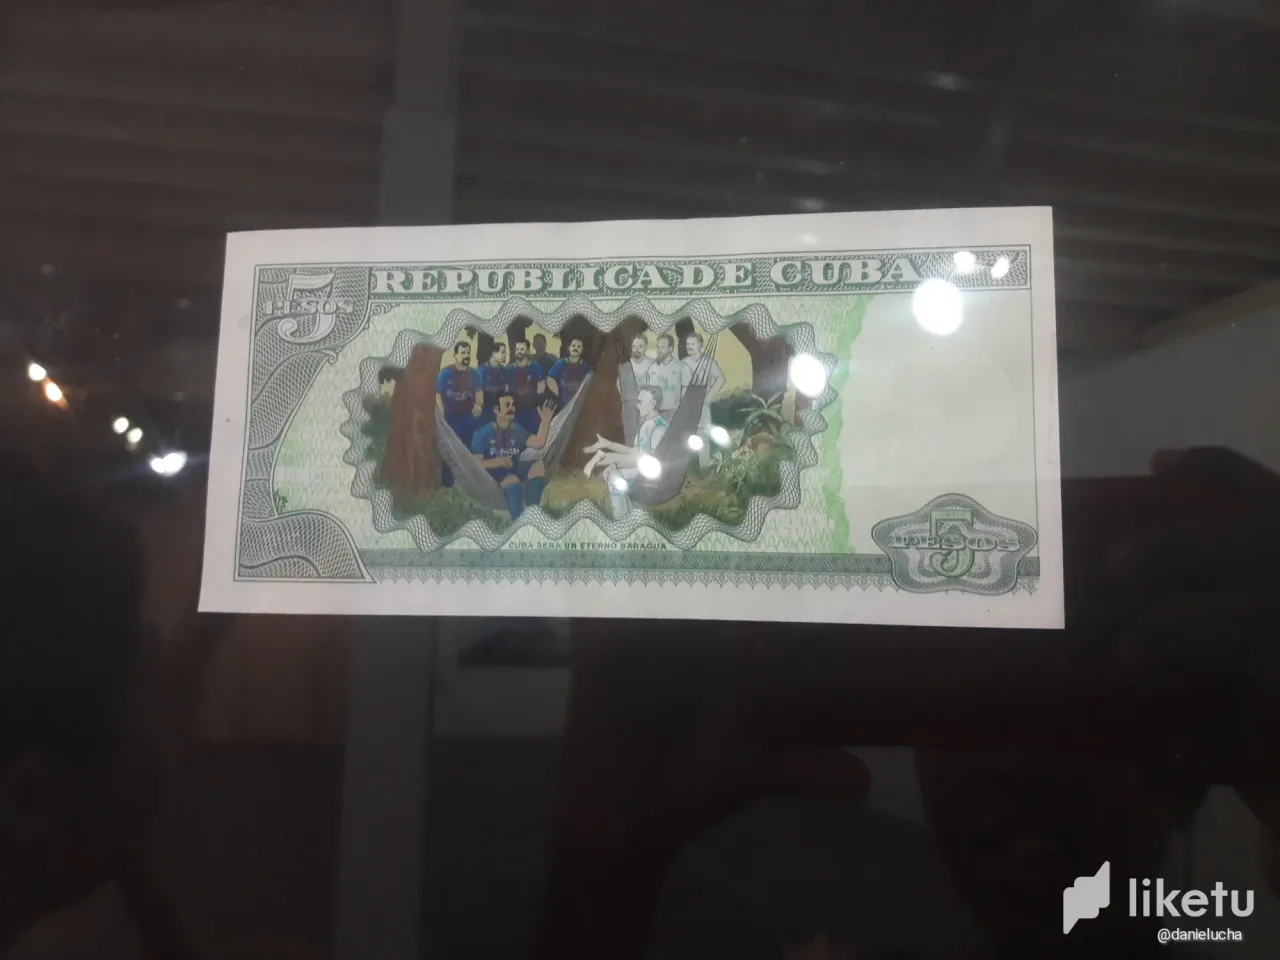 REPUBLICA DE CUBA
5
PESOS
CUBA SERA UN ETERNO BARAGUA
5
PESOS
liketu
@danielucha